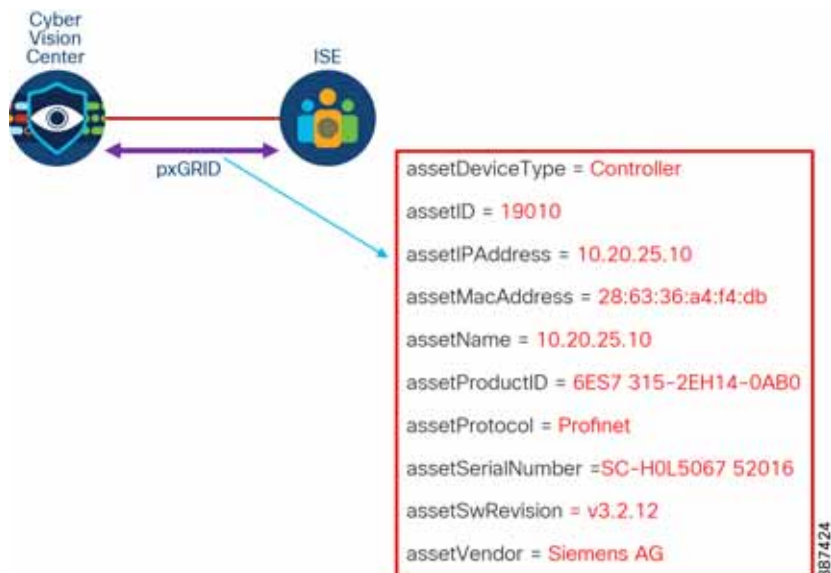 Cyber
Vision
Center
ISE
pxGRID
assetDeviceType = Controller
assetID = 19010
assetIPAddress = 10.20.25.10
assetMacAddress = 28:63:36:a4:f4:db
assetName = 10.20.25.10
assetProductID = 6ES7 315-2EH14-0AB0
assetProtocol = Profinet
assetSerialNumber =SC-H0L5067 52016
assetSwRevision = v3.2.12
assetVendor = Siemens AG
387424